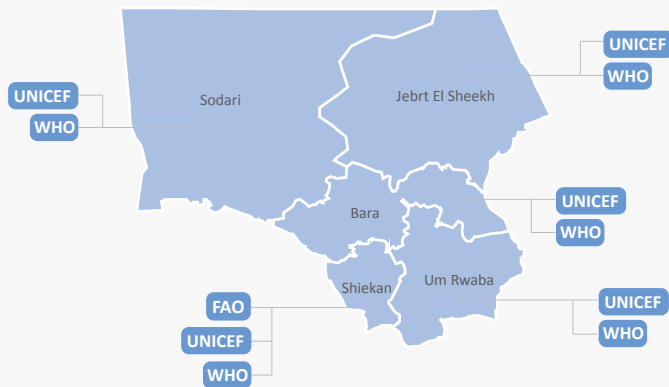 UNICEF
WHO
Sodari
Jebrt El Sheekh
UNICEF
WHO
Bara
UNICEF
WHO
Shiekan
Um Rwaba
FAO
UNICEF
WHO
UNICEF
WHO